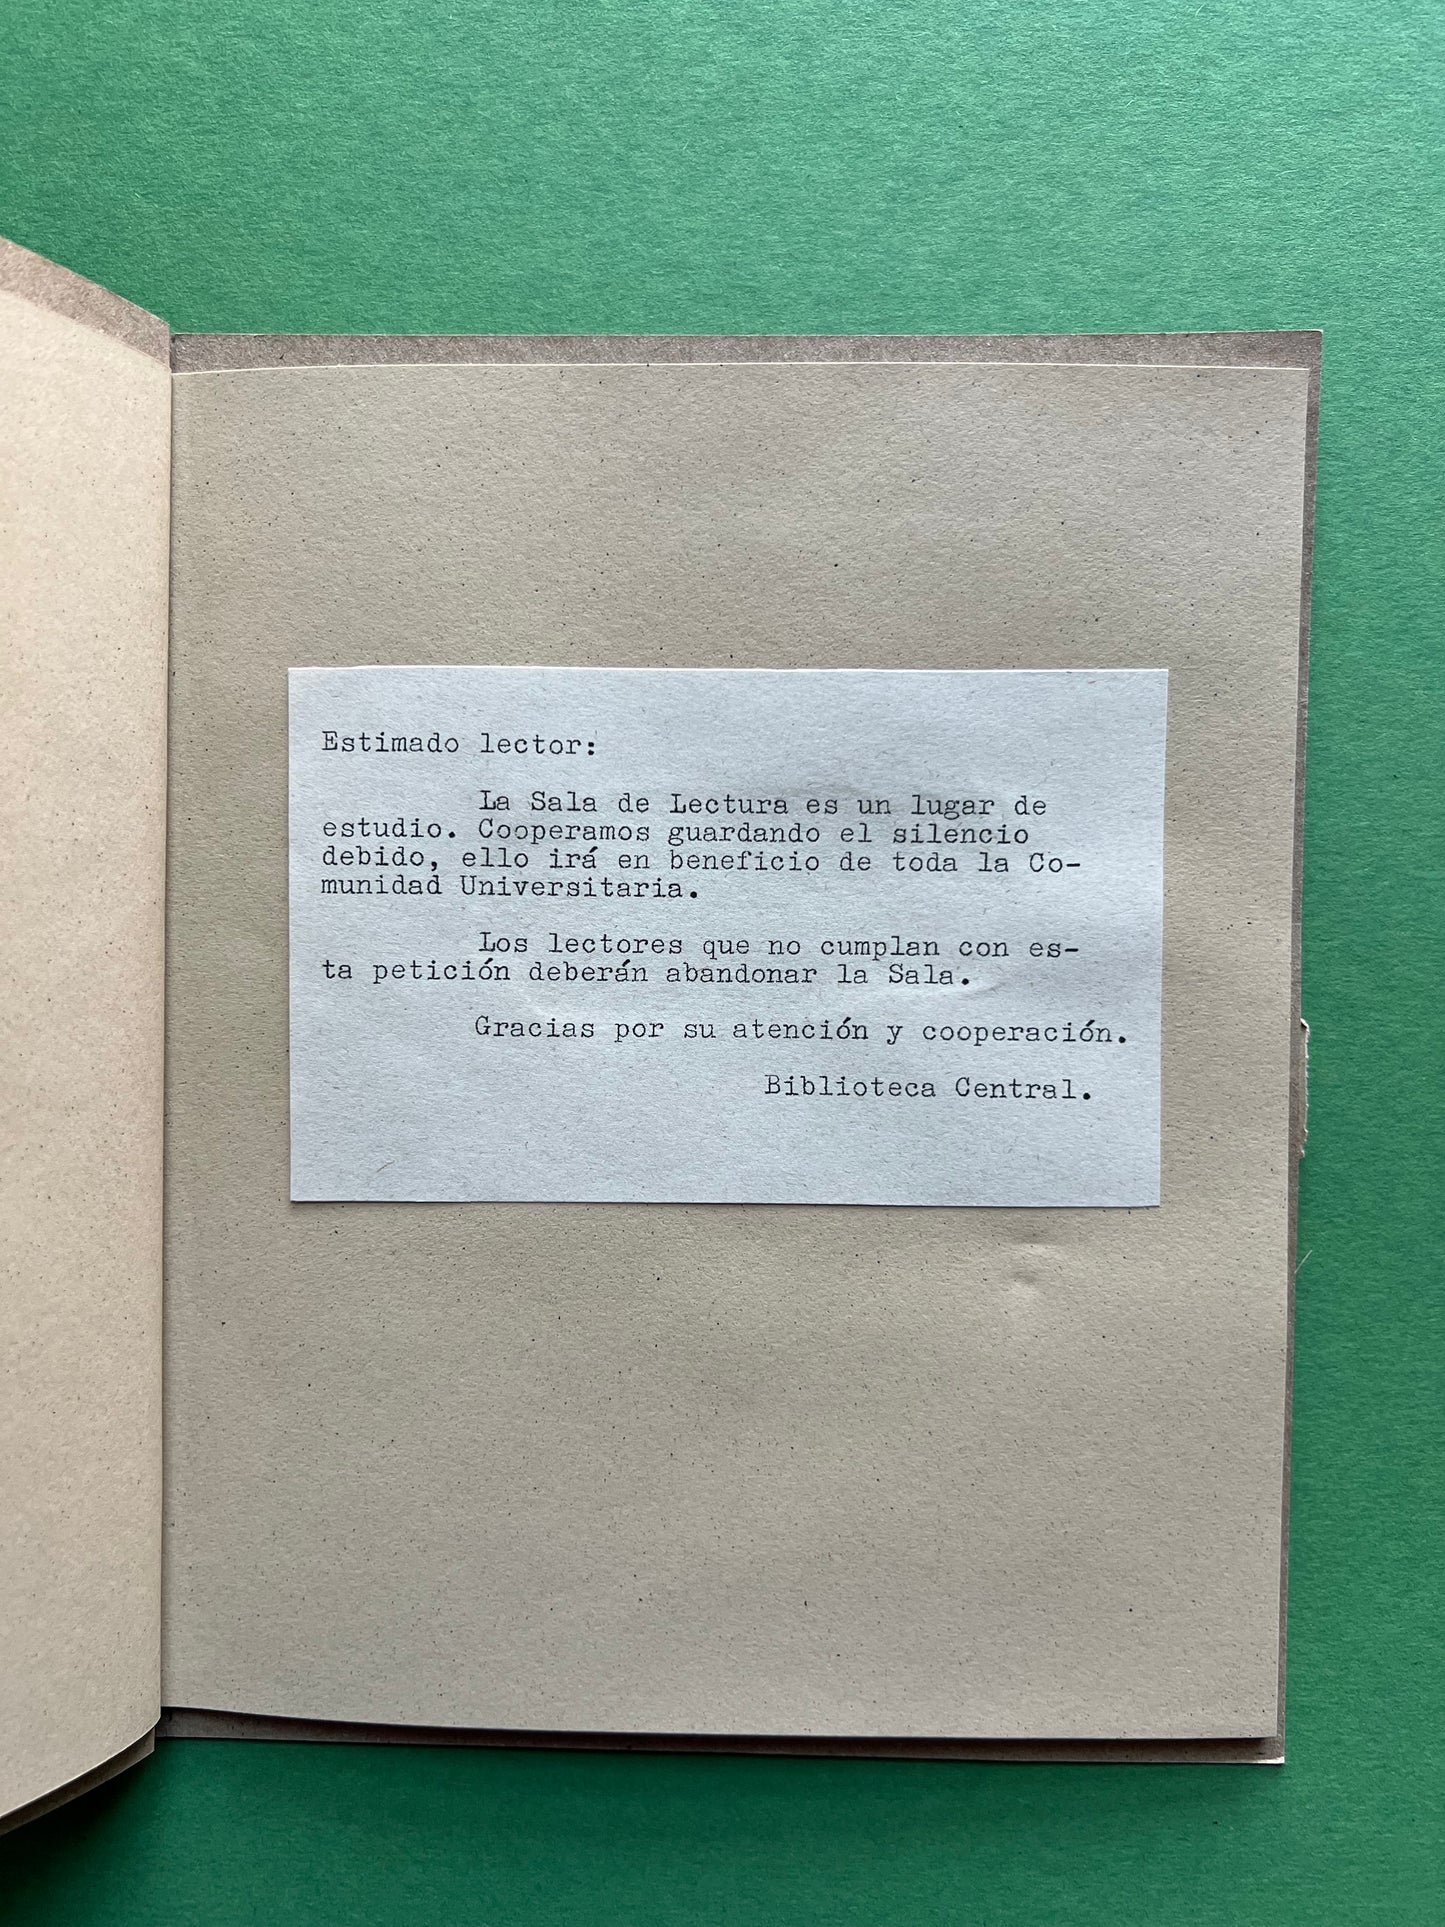 Estimado lector:
La Sala de Lectura es un lugar de
estudio. Cooperamos guardando el silencio
debido, ello irá en beneficio de toda la Co-
munidad Universitaria.
Los lectores que no cumplan con es-
ta petición deberán abandonar la Sala.
Gracias por su atención y cooperación.
Biblioteca Central.